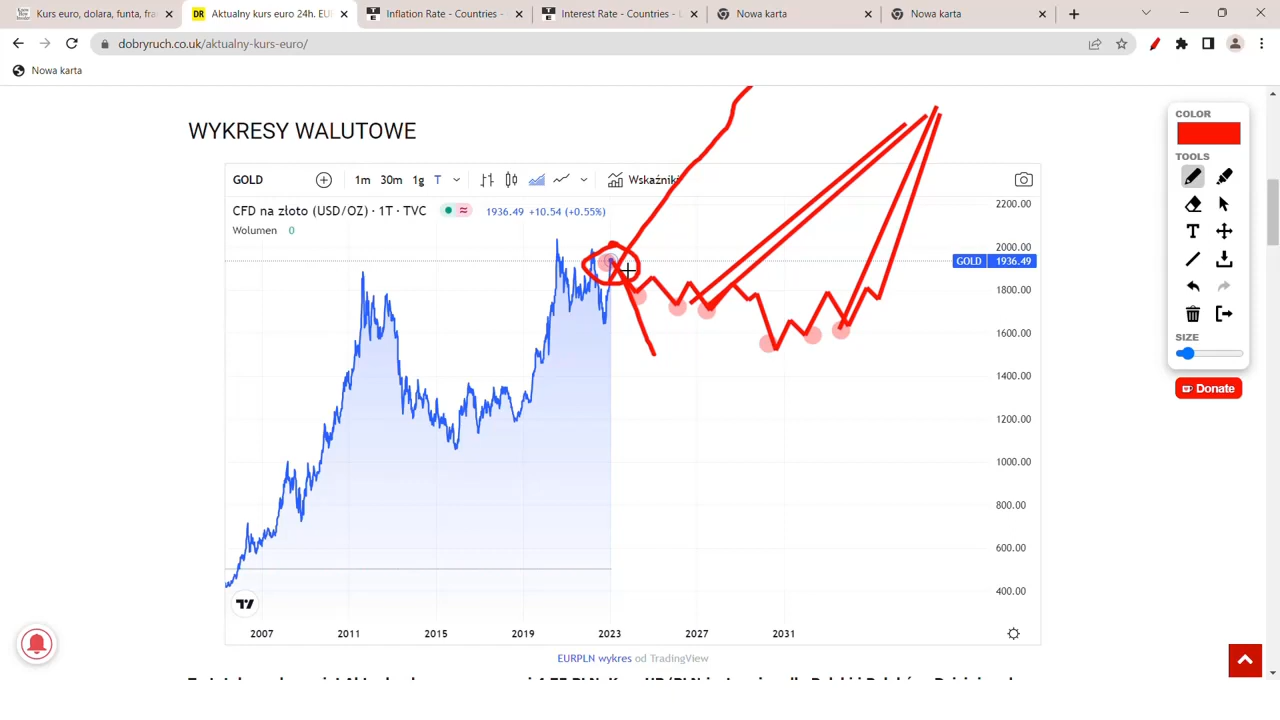 Kurs euro, dolara, funta, fra
Aktualny kurs euro 24h. EUI
Inflation Rate - Countries -
Interest Rate - Countries - L
Nowa karta
Nowa karta
dobryruch.co.uk/aktualny-kurs-euro/
Nowa karta
WYKRESY WALUTOWE
GOLD 1m 30m 1g T Wskaźniki
CFD na złoto (USD/OZ) · 1T · TVC 1936.49 +10.54 (+0.55%)
Wolumen 0
2200.00
2000.00
GOLD 1936.49
1800.00
1600.00
1400.00
1200.00
1000.00
800.00
600.00
400.00
2007 2011 2015 2019 2023 2027 2031
EURPLN wykres od TradingView
COLOR
TOOLS
SIZE
Donate